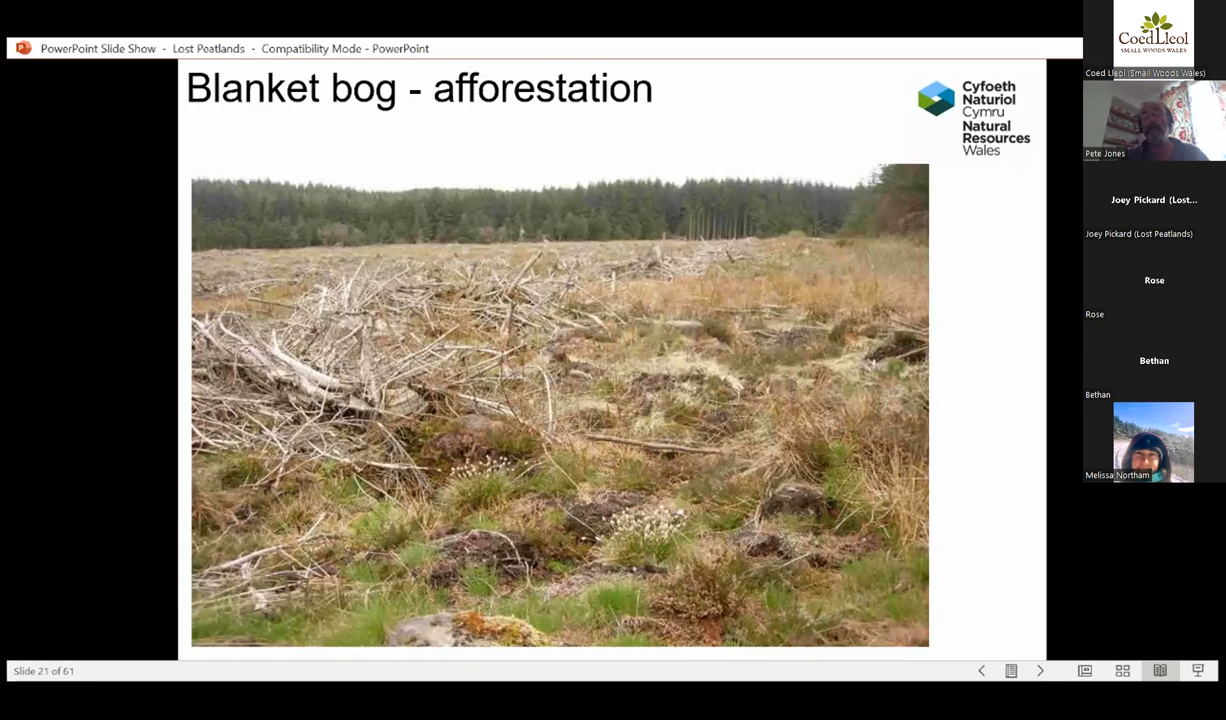 PowerPoint Slide Show - Lost Peatlands - Compatibility Mode - PowerPoint
Blanket bog - afforestation
Cyfoeth
Naturiol
Cymru
Natural
Resources
Wales
Slide 21 of 61
Coed Lleol
SMALL WOODS WALES
Coed Lleol (Small Woods Wales)
Pete Jones
Joey Pickard (Lost...
Joey Pickard (Lost Peatlands)
Rose
Rose
Bethan
Bethan
Melissa Northam